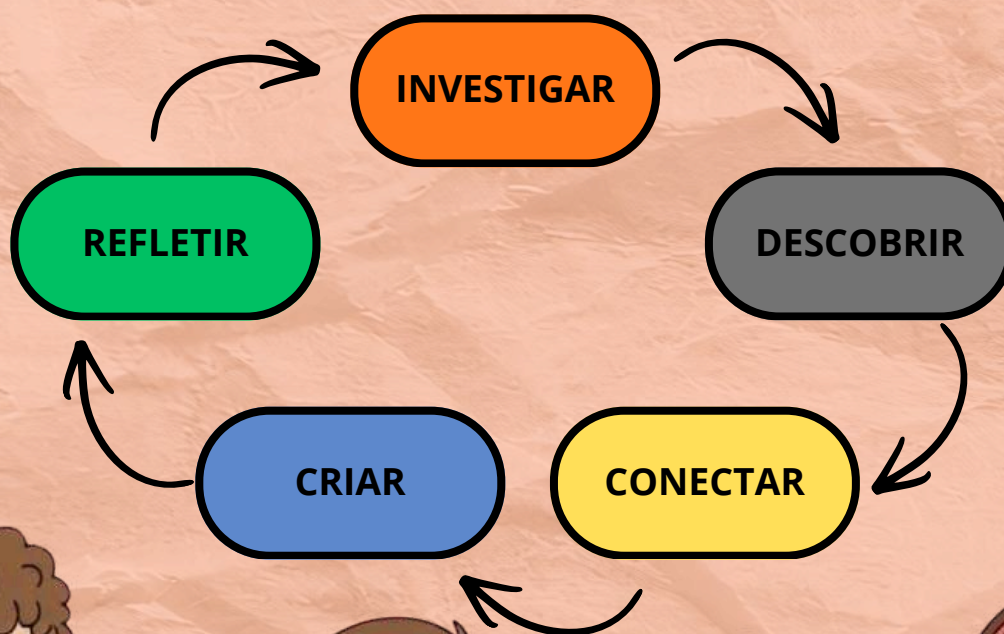 INVESTIGAR
DESCOBRIR
CONECTAR
CRIAR
REFLETIR